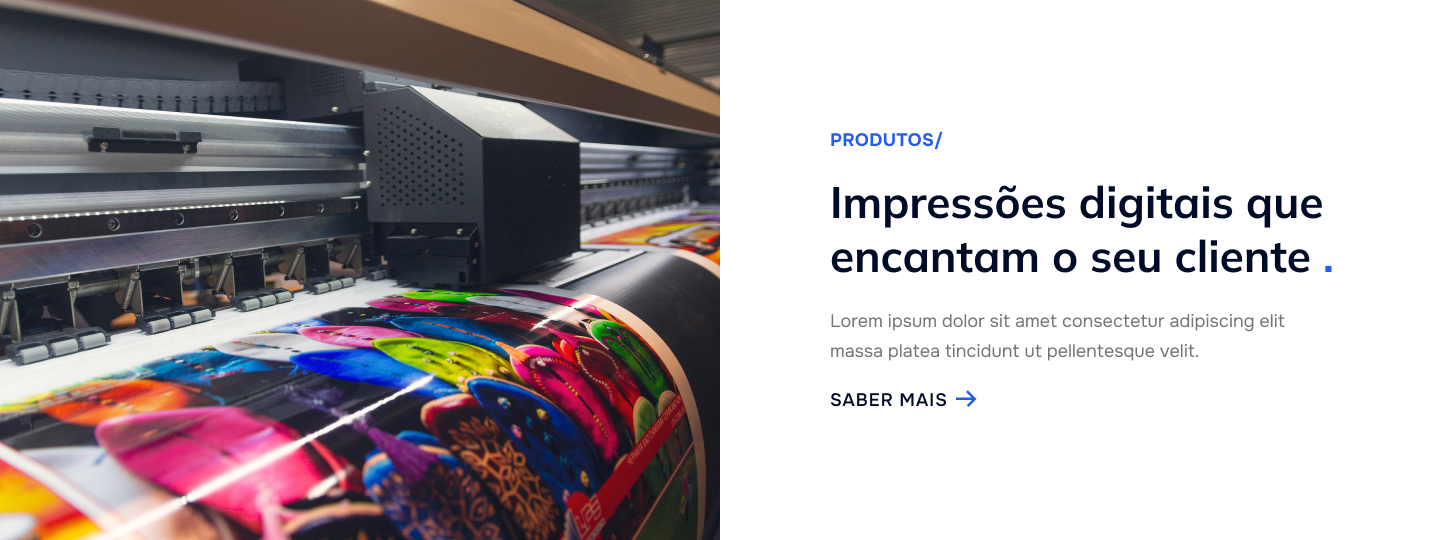 PRODUTOS/
Impressões digitais que
encantam o seu cliente .
Lorem ipsum dolor sit amet consectetur adipiscing elit
massa platea tincidunt ut pellentesque velit.
SABER MAIS